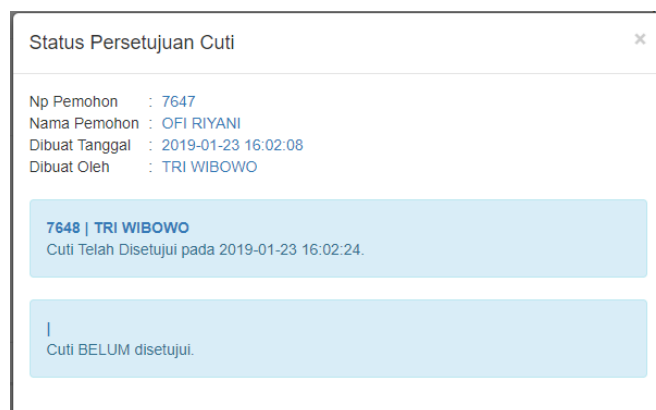 Status Persetujuan Cuti ×
Np Pemohon : 7647
Nama Pemohon : OFI RIYANI
Dibuat Tanggal : 2019-01-23 16:02:08
Dibuat Oleh : TRI WIBOWO
7648 | TRI WIBOWO
Cuti Telah Disetujui pada 2019-01-23 16:02:24.
|
Cuti BELUM disetujui.